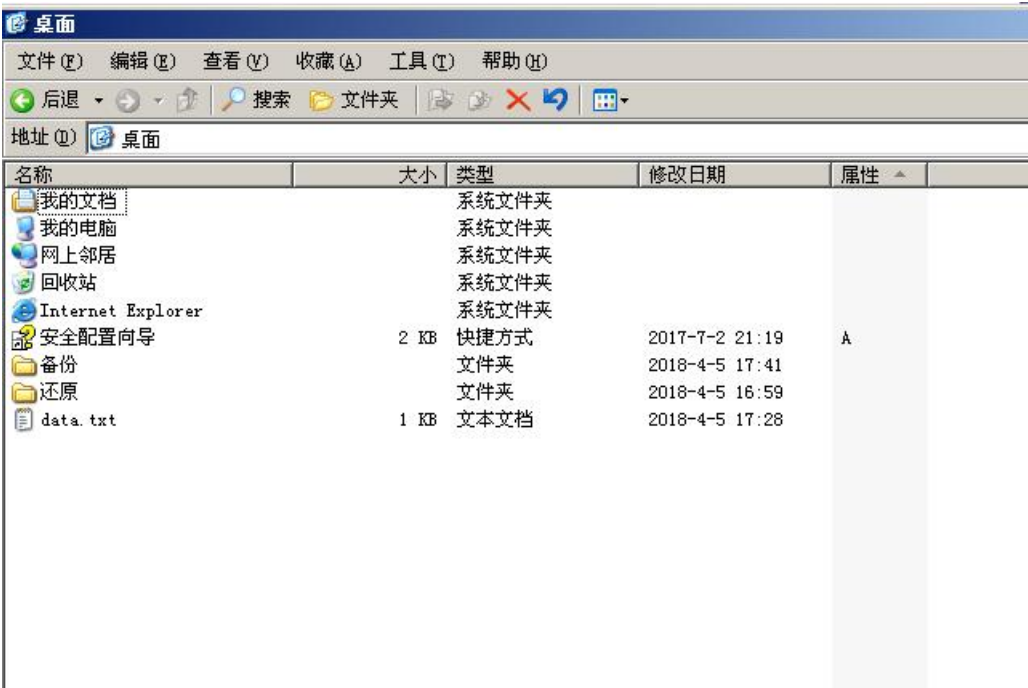 桌面
文件(F) 编辑(E) 查看(V) 收藏(A) 工具(T) 帮助(H)
后退 搜索 文件夹
地址(D) 桌面
名称 大小 类型 修改日期 属性
我的文档 系统文件夹
我的电脑 系统文件夹
网上邻居 系统文件夹
回收站 系统文件夹
Internet Explorer 系统文件夹
安全配置向导 2 KB 快捷方式 2017-7-2 21:19 A
备份 文件夹 2018-4-5 17:41
还原 文件夹 2018-4-5 16:59
data.txt 1 KB 文本文档 2018-4-5 17:28